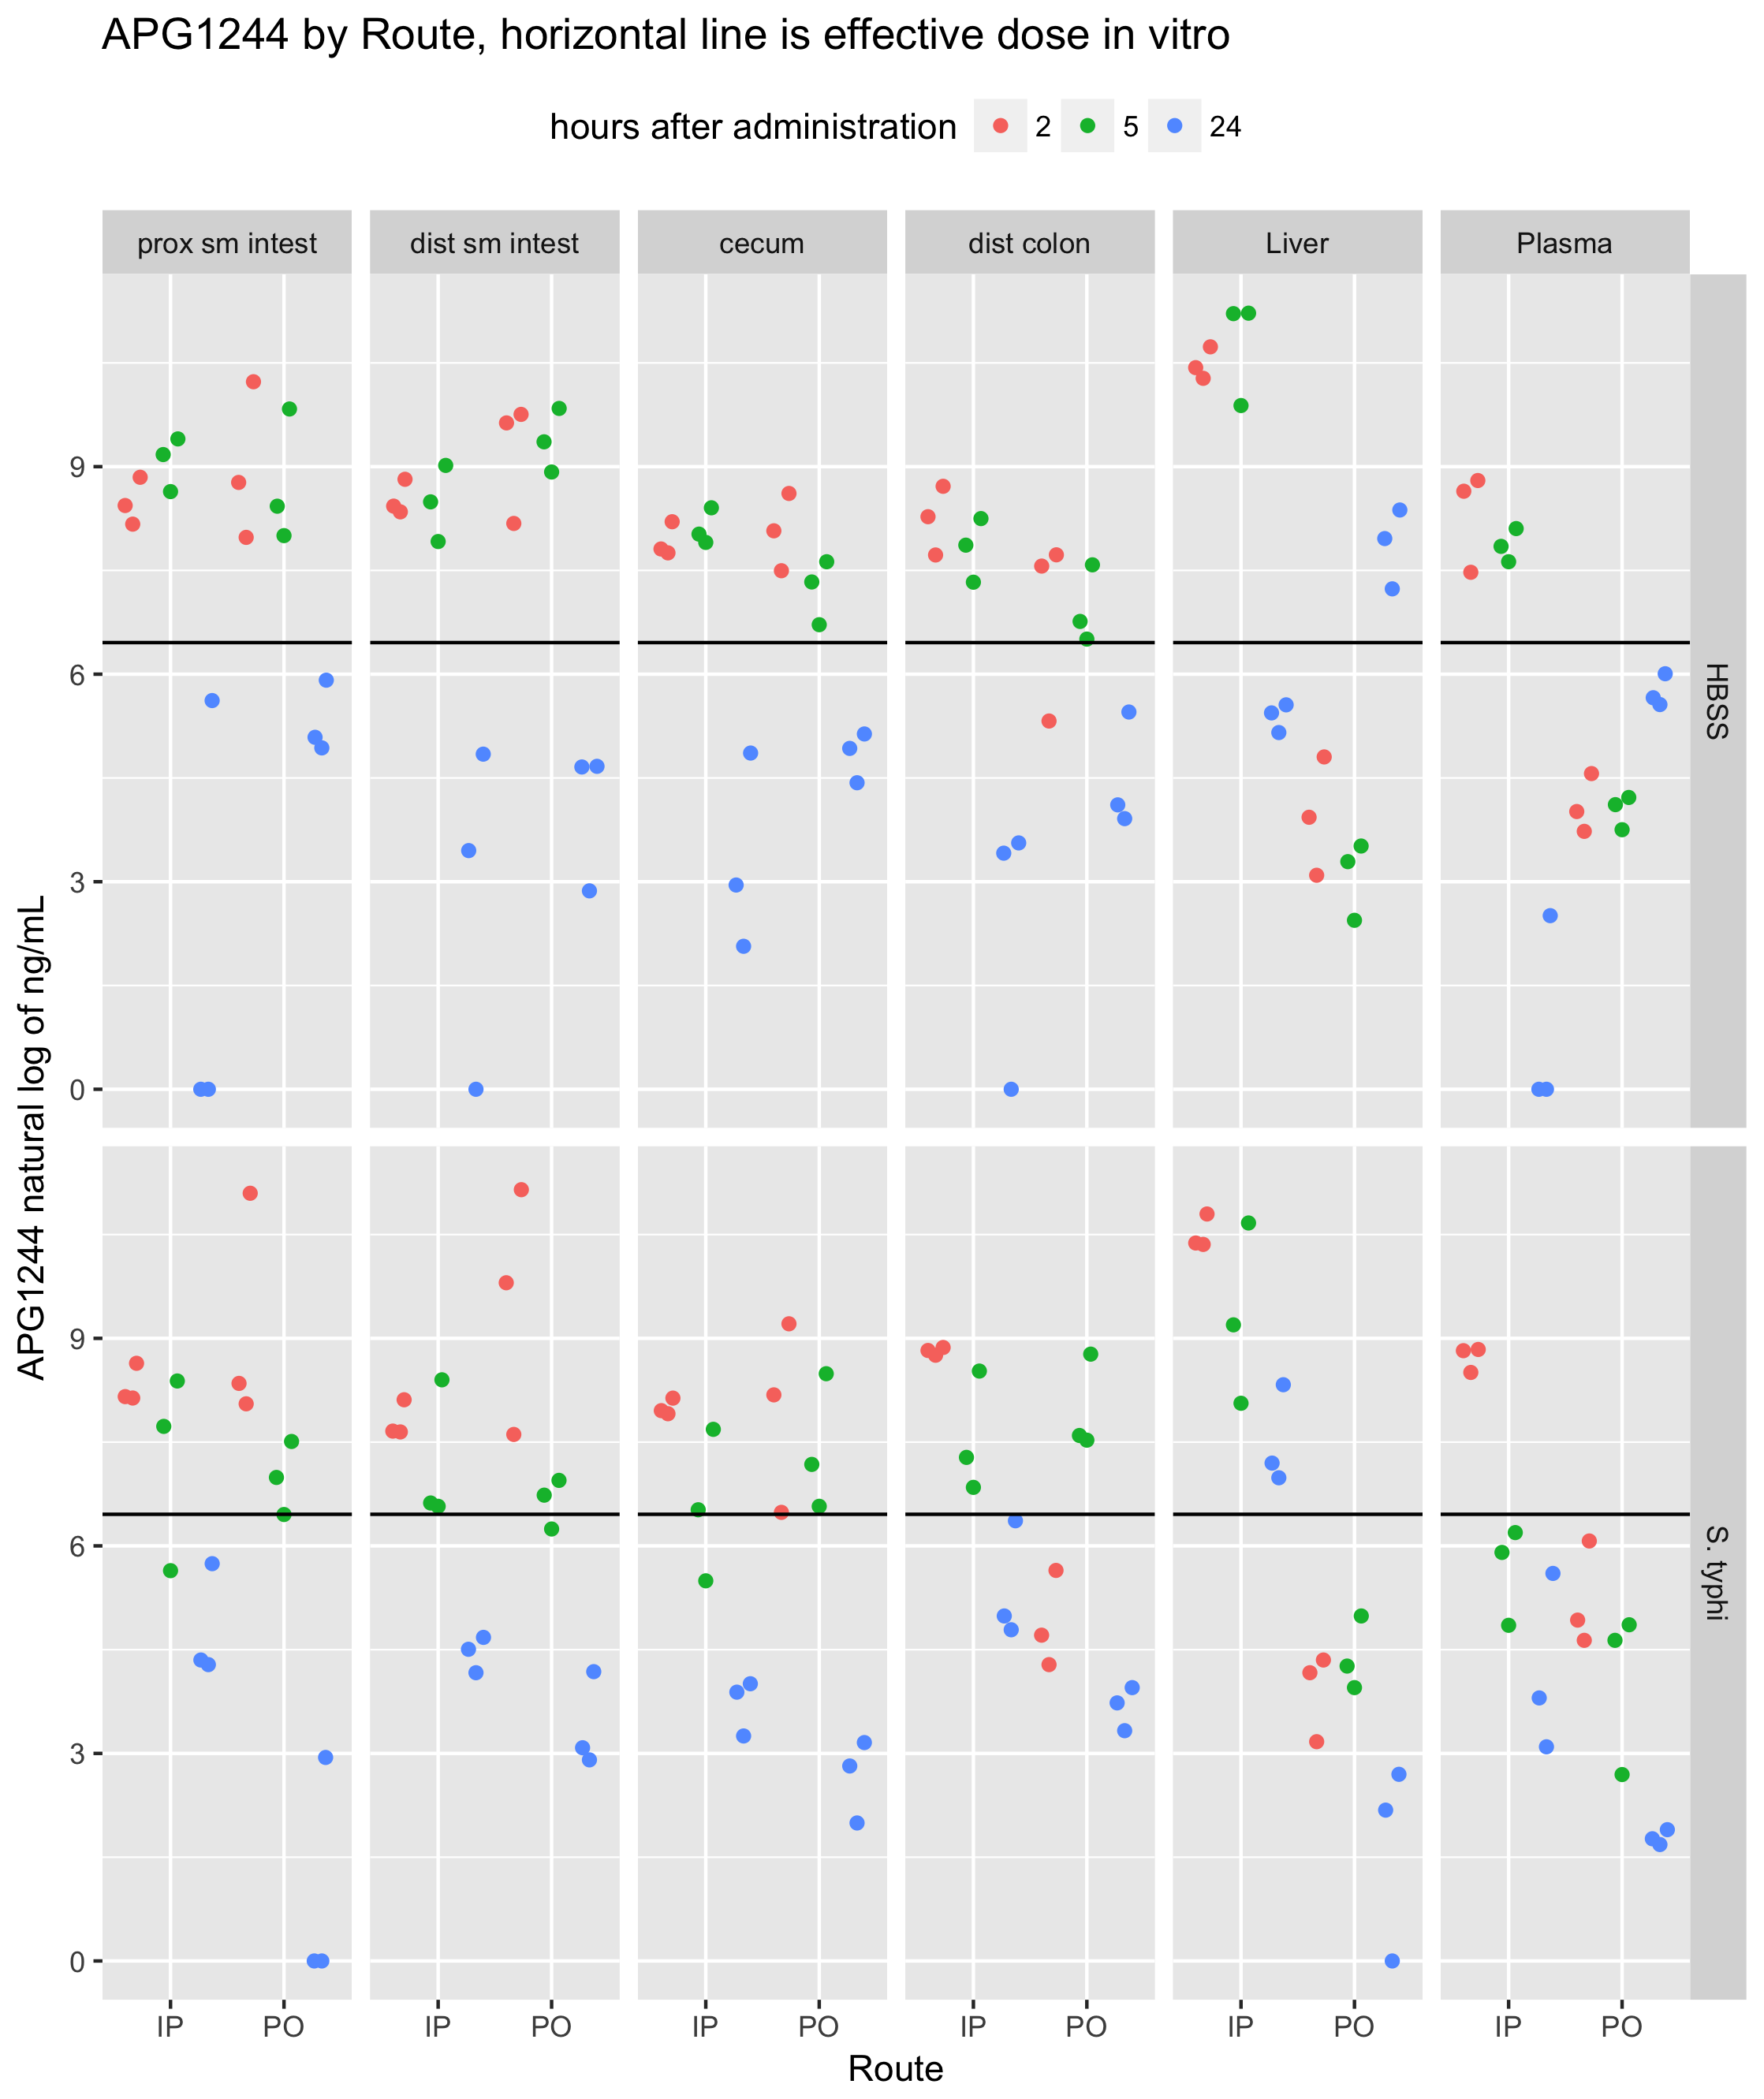 APG1244 by Route, horizontal line is effective dose in vitro
hours after administration 2 5 24
prox sm intest dist sm intest cecum dist colon Liver Plasma
APG1244 natural log of ng/mL
9
6
3
0
HBSS
9
6
3
0
S. typhi
IP PO IP PO IP PO IP PO IP PO IP PO
Route